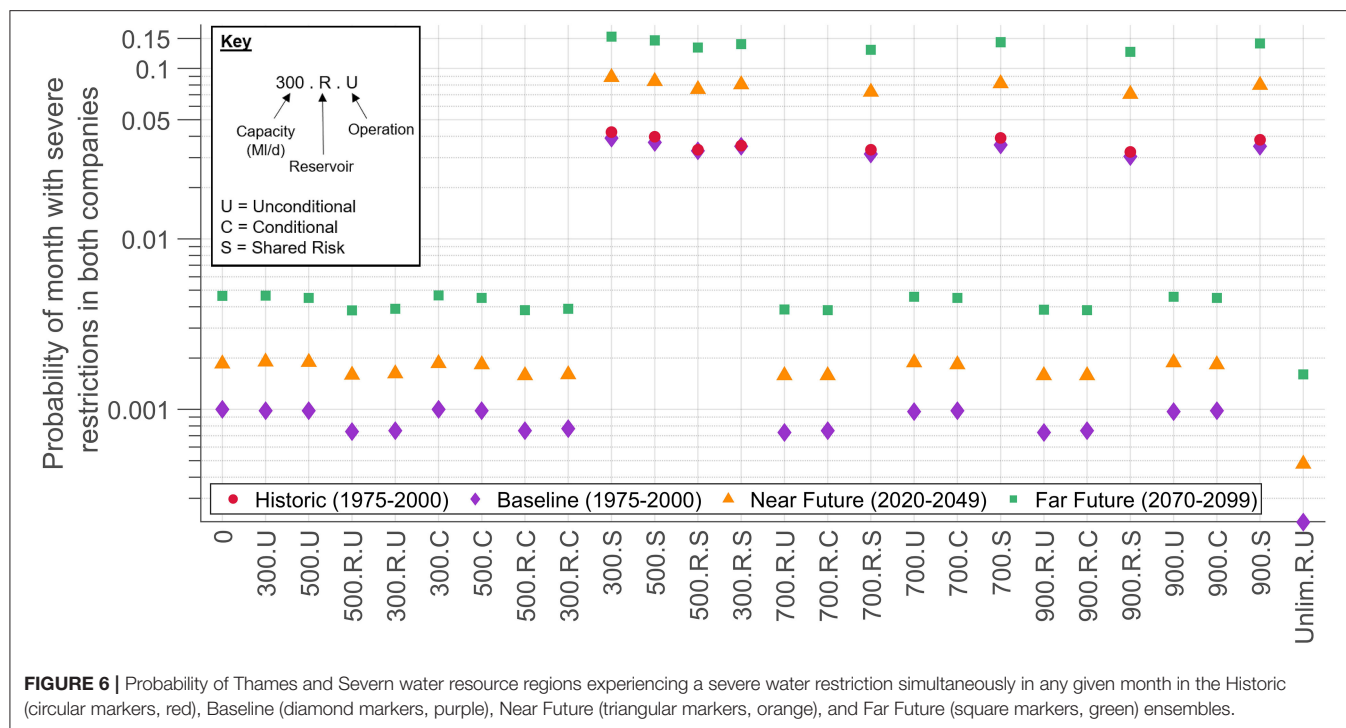 Probability of month with severe
restrictions in both companies
0.15
0.1
0.05
0.01
0.001
Key
300 . R . U
Capacity
(Ml/d)
Operation
Reservoir
U = Unconditional
C = Conditional
S = Shared Risk
Historic (1975-2000)
Baseline (1975-2000)
Near Future (2020-2049)
Far Future (2070-2099)
0
300.U
500.U
500.R.U
300.R.U
300.C
500.C
500.R.C
300.R.C
300.S
500.S
500.R.S
300.R.S
700.R.U
700.R.C
700.R.S
700.U
700.C
700.S
900.R.U
900.R.C
900.R.S
900.U
900.C
900.S
Unlim.R.U
FIGURE 6 | Probability of Thames and Severn water resource regions experiencing a severe water restriction simultaneously in any given month in the Historic
(circular markers, red), Baseline (diamond markers, purple), Near Future (triangular markers, orange), and Far Future (square markers, green) ensembles.